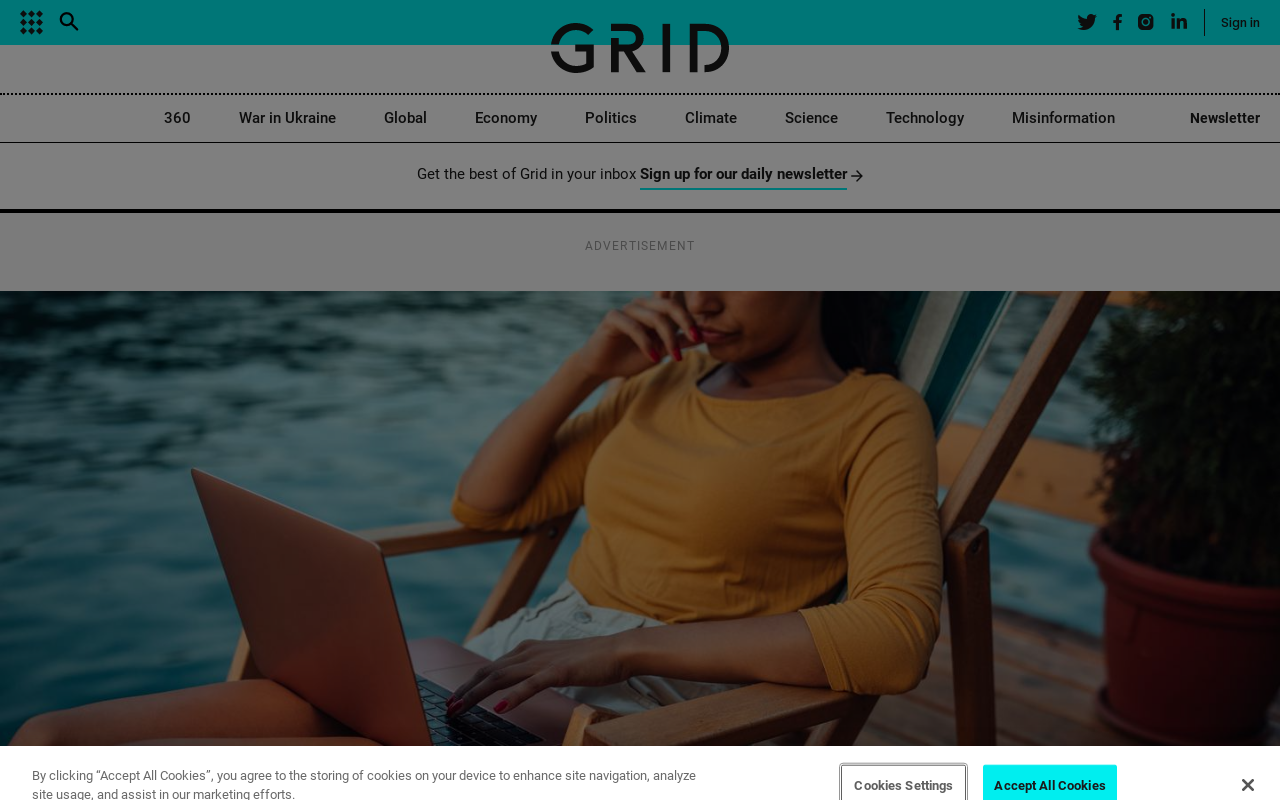 GRID
Sign in
360 War in Ukraine Global Economy Politics Climate Science Technology Misinformation Newsletter
Get the best of Grid in your inbox Sign up for our daily newsletter
ADVERTISEMENT
By clicking “Accept All Cookies”, you agree to the storing of cookies on your device to enhance site navigation, analyze
site usage, and assist in our marketing efforts.
Cookies Settings
Accept All Cookies